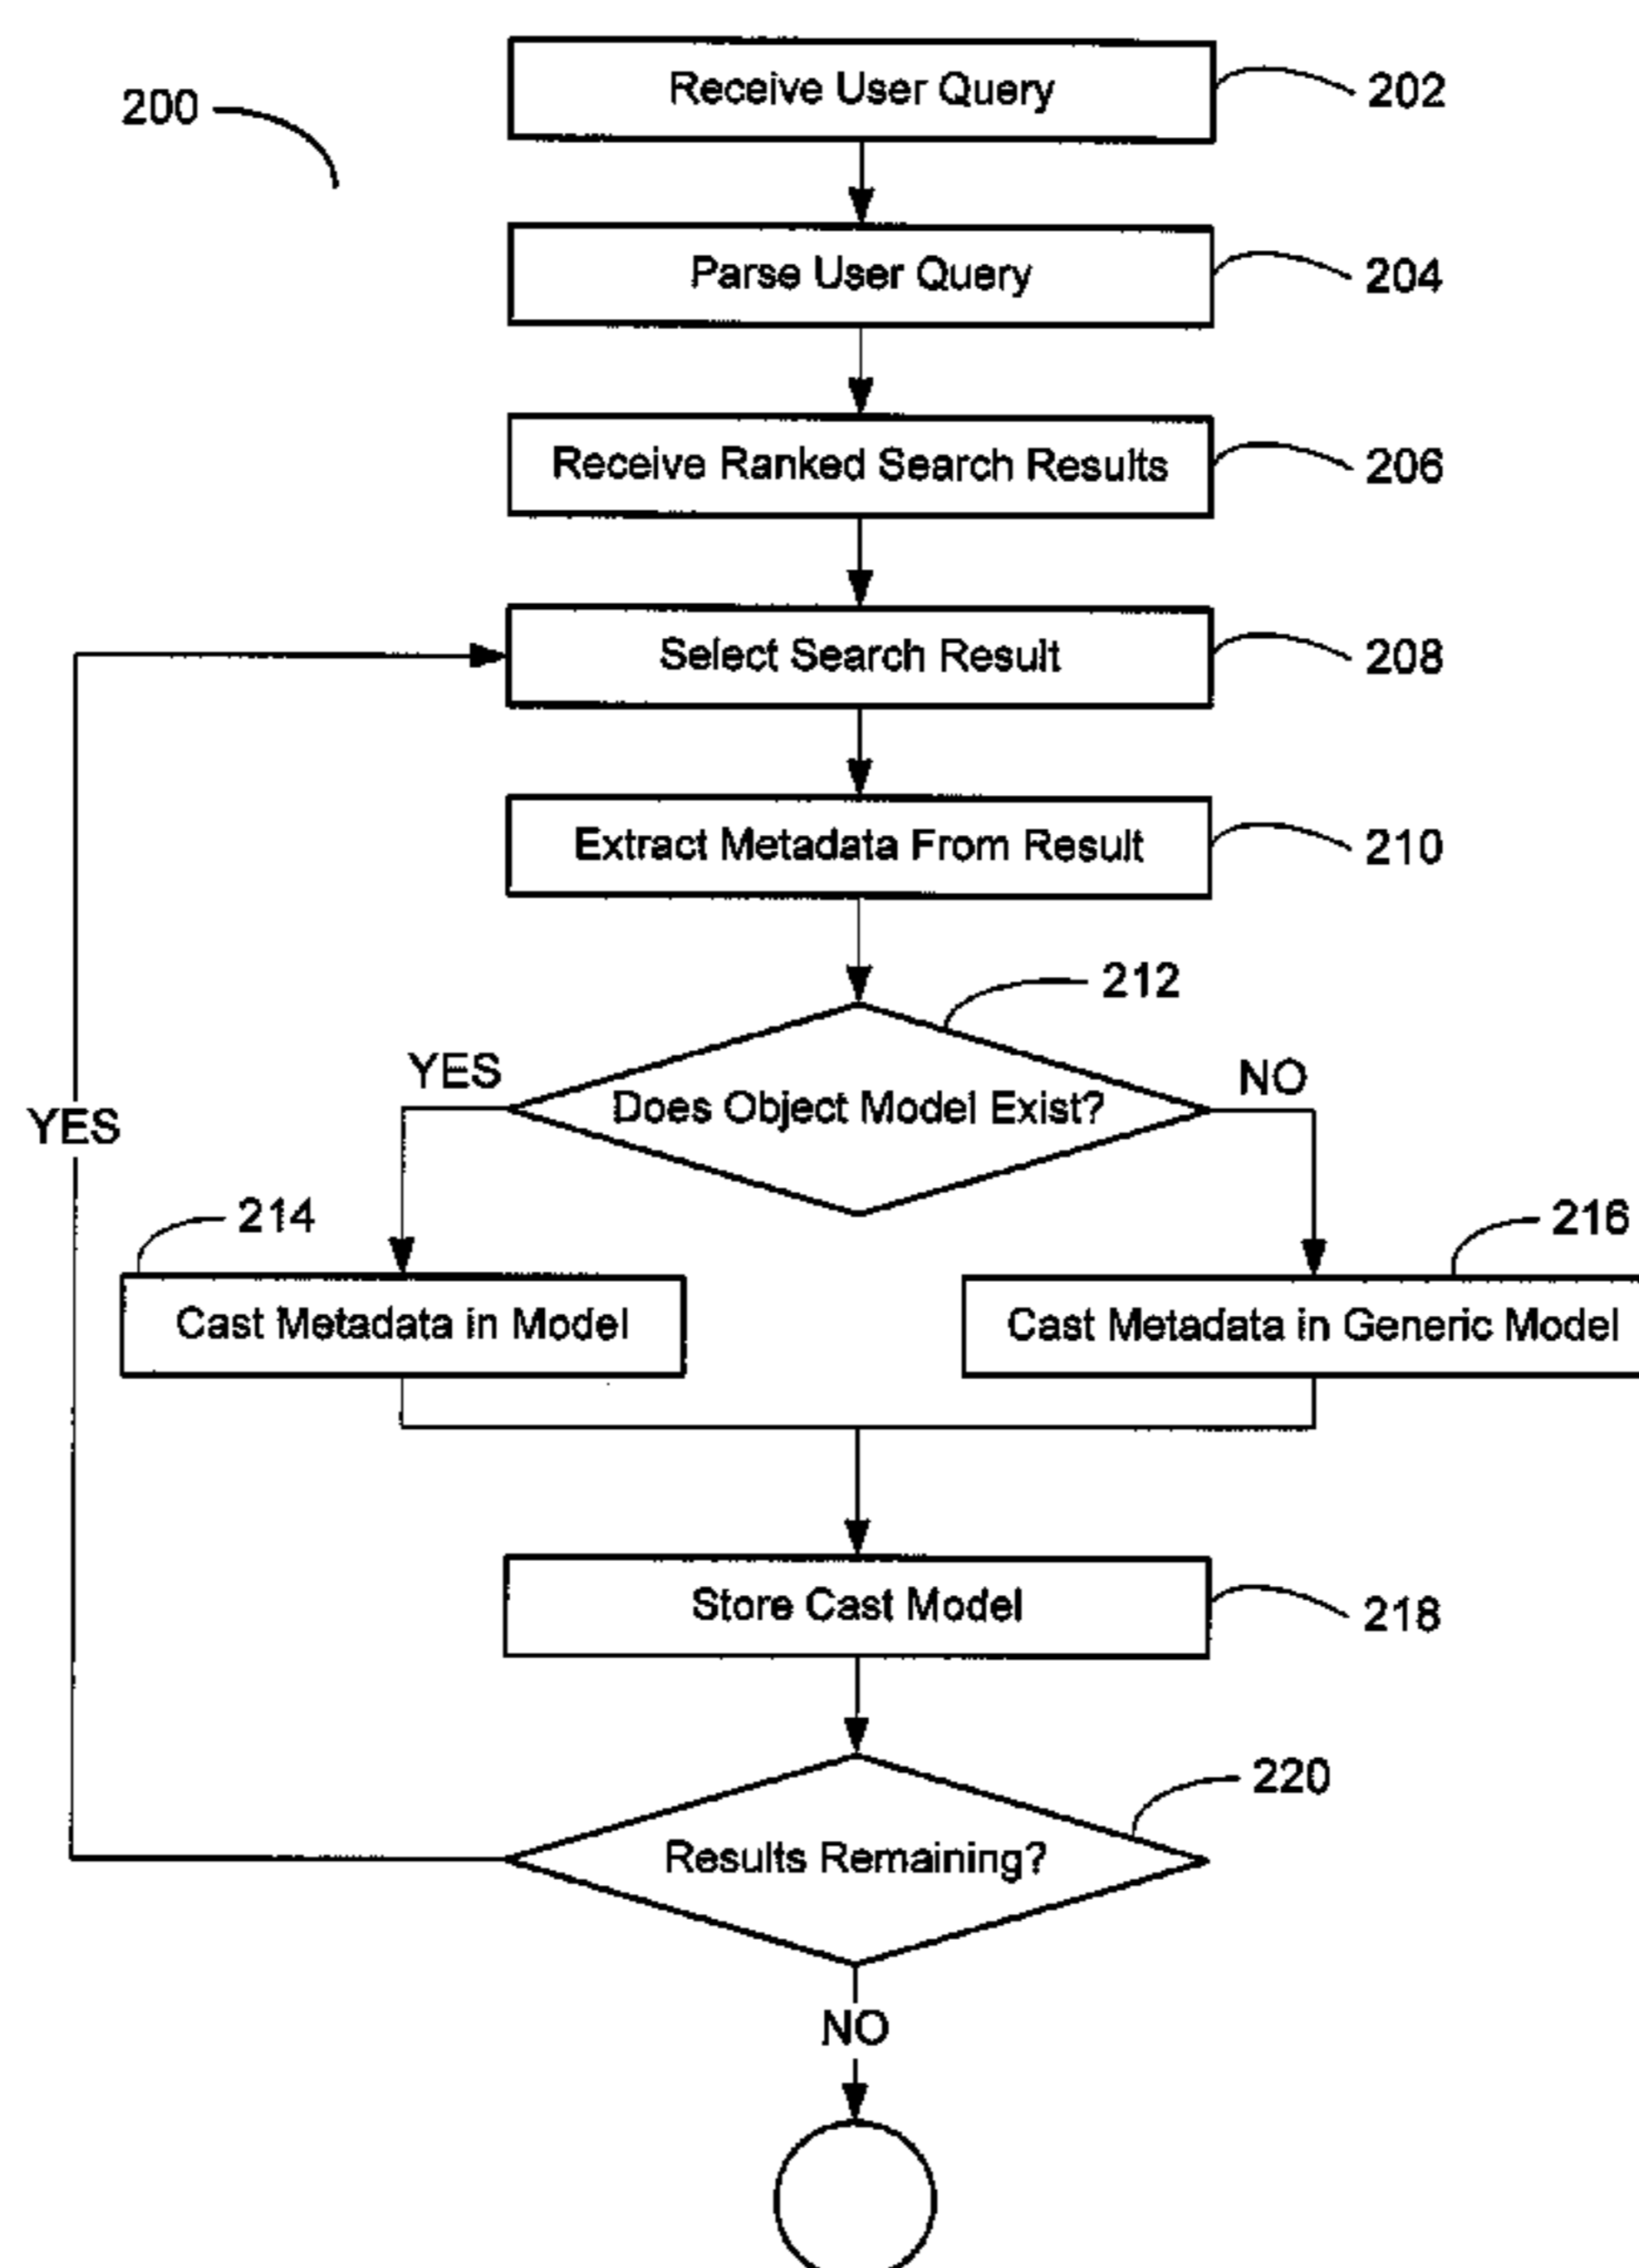 Receive User Query
202
200
Parse User Query
204
Receive Ranked Search Results
206
Select Search Result
208
Extract Metadata From Result
210
212
YES
NO
Does Object Model Exist?
YES
214
216
Cast Metadata in Model
Cast Metadata in Generic Model
Store Cast Model
218
220
Results Remaining?
NO